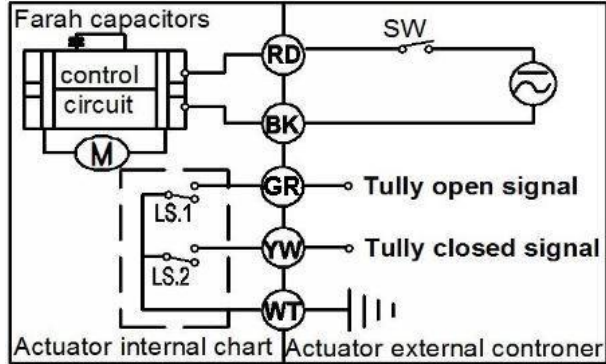 Farah capacitors
control
circuit
M
RD
SW
BK
GR
Tully open signal
LS.1
YW
Tully closed signal
LS.2
WT
Actuator internal chart
Actuator external controner